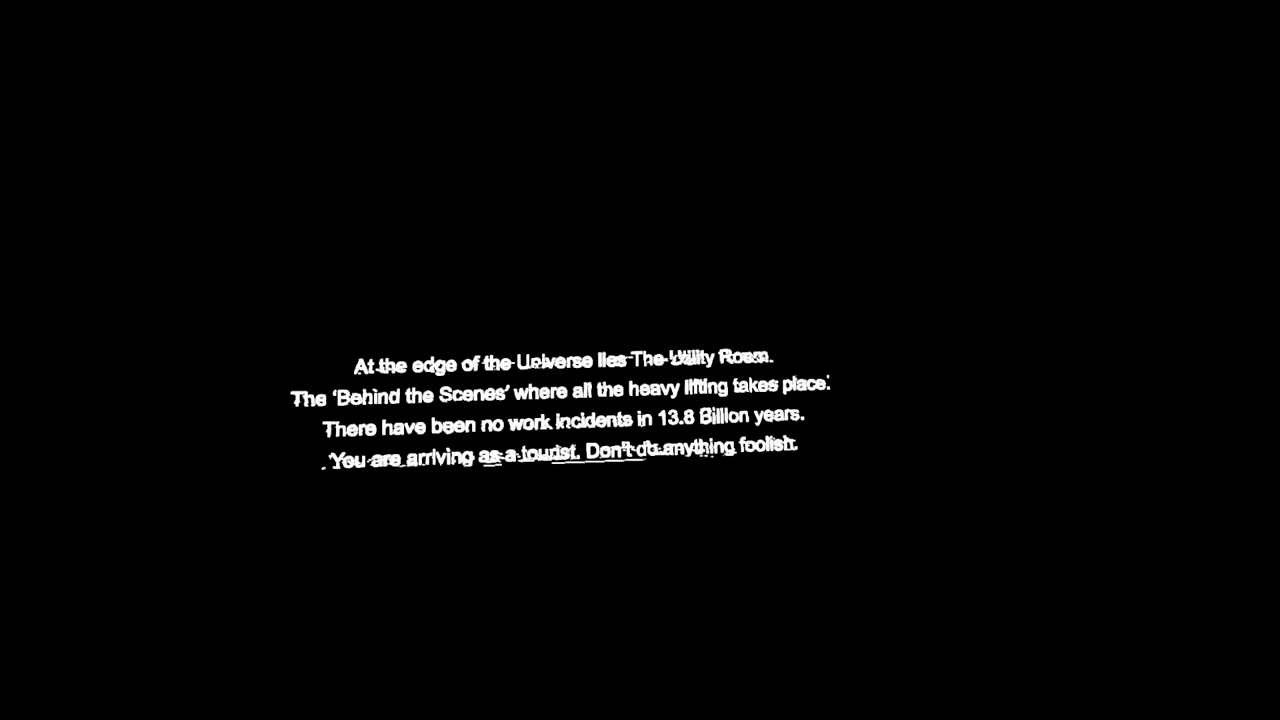 At the edge of the Universe lies The Utility Room.
The ‘Behind the Scenes’ where all the heavy lifting takes place.
There have been no work incidents in 13.8 Billion years.
You are arriving as a tourist. Don't do anything foolish.